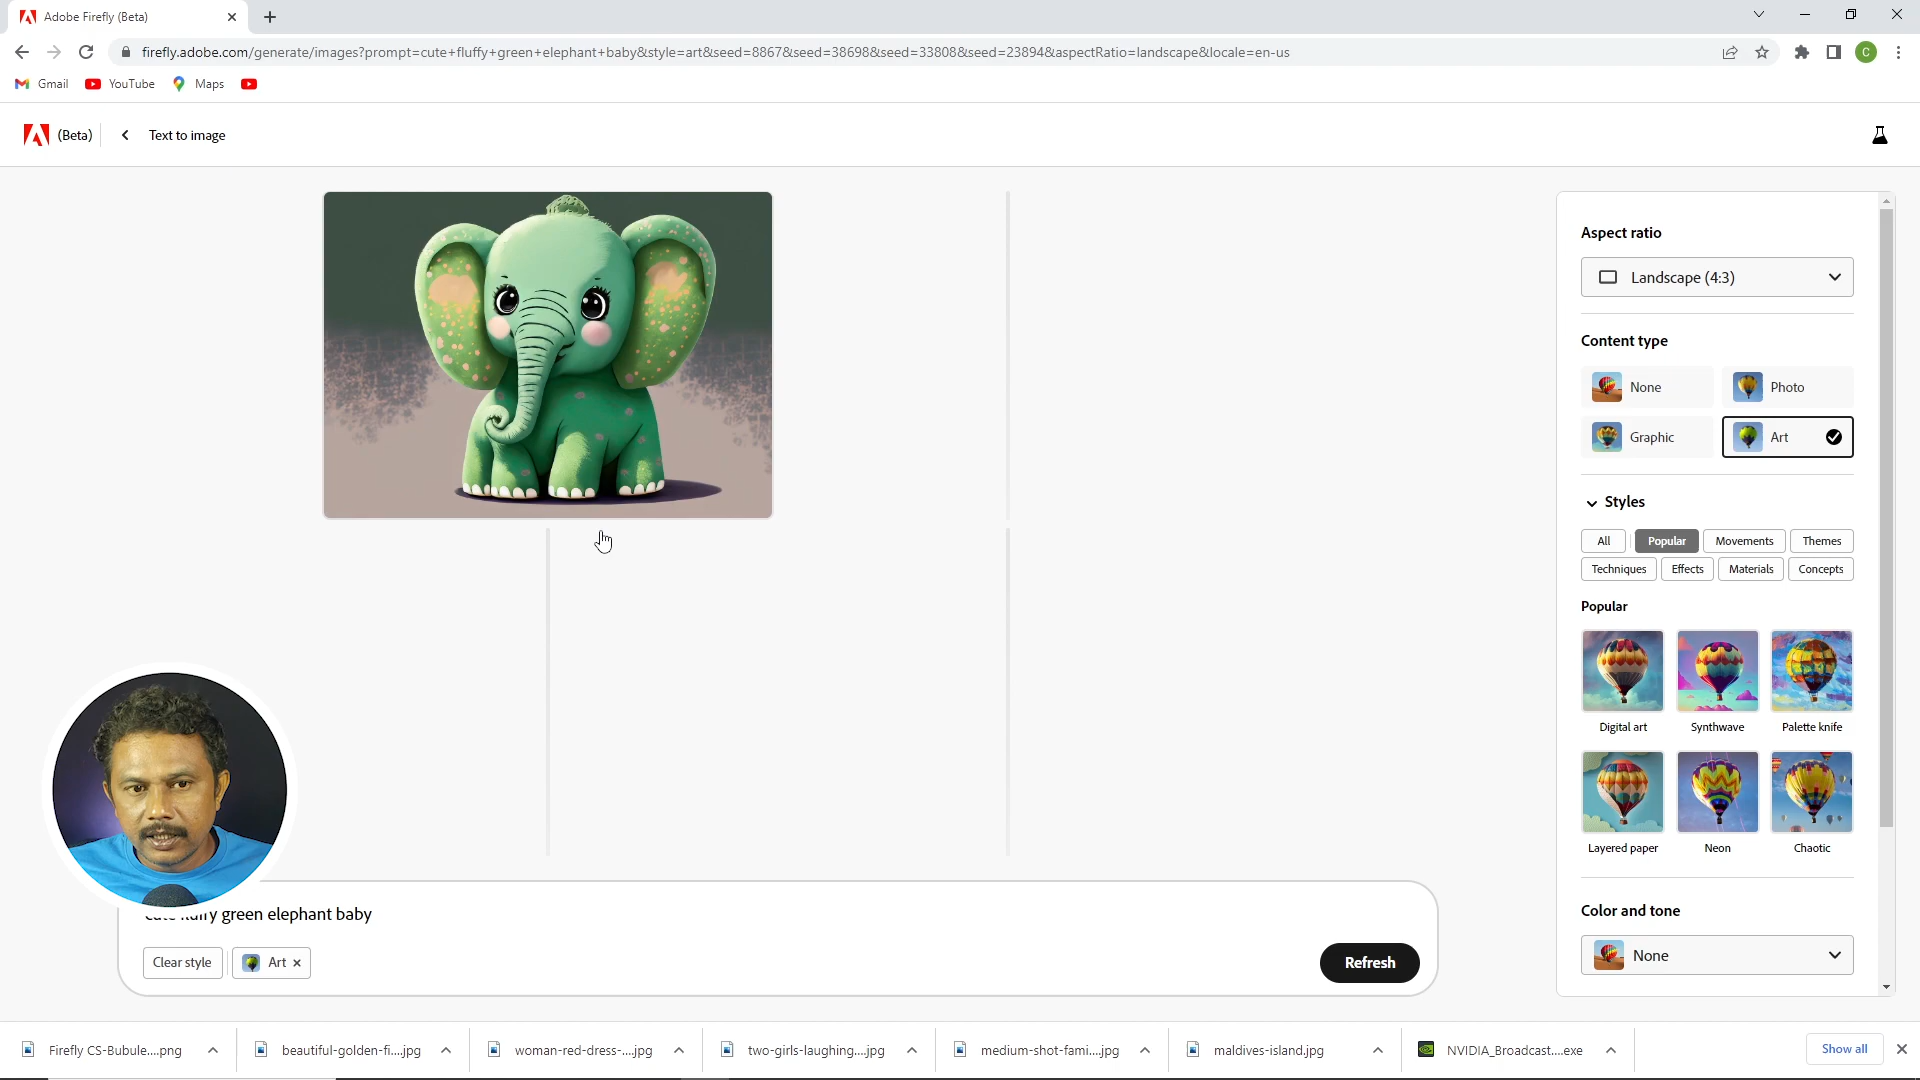 Adobe Firefly (Beta)
firefly.adobe.com/generate/images?prompt=cute+fluffy+green+elephant+baby&style=art&seed=8867&seed=38698&seed=33808&seed=23894&aspectRatio=landscape&locale=en-us
C
Gmail YouTube Maps
(Beta) Text to image
Aspect ratio
Landscape (4:3)
Content type
None Photo
Graphic Art
Styles
All Popular Movements Themes
Techniques Effects Materials Concepts
Popular
Digital art Synthwave Palette knife
Layered paper Neon Chaotic
Color and tone
None
cute fluffy green elephant baby
Clear style Art
Refresh
Firefly CS-Bubule....png beautiful-golden-fi....jpg woman-red-dress-....jpg two-girls-laughing....jpg medium-shot-fami....jpg maldives-island.jpg NVIDIA_Broadcast....exe Show all